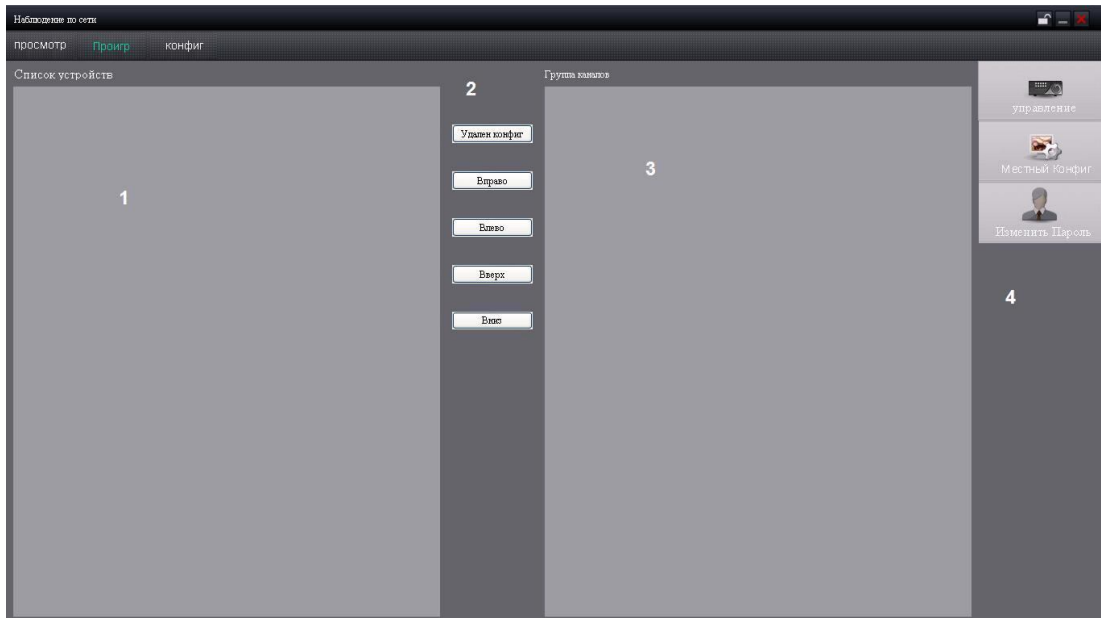 Наблюдение по сети
просмотр Проигр конфиг
Список устройств
Группа каналов
1
2
3
4
Удален конфиг
Вправо
Влево
Вверх
Вниз
управление
Местный Конфиг
Изменить Пароль